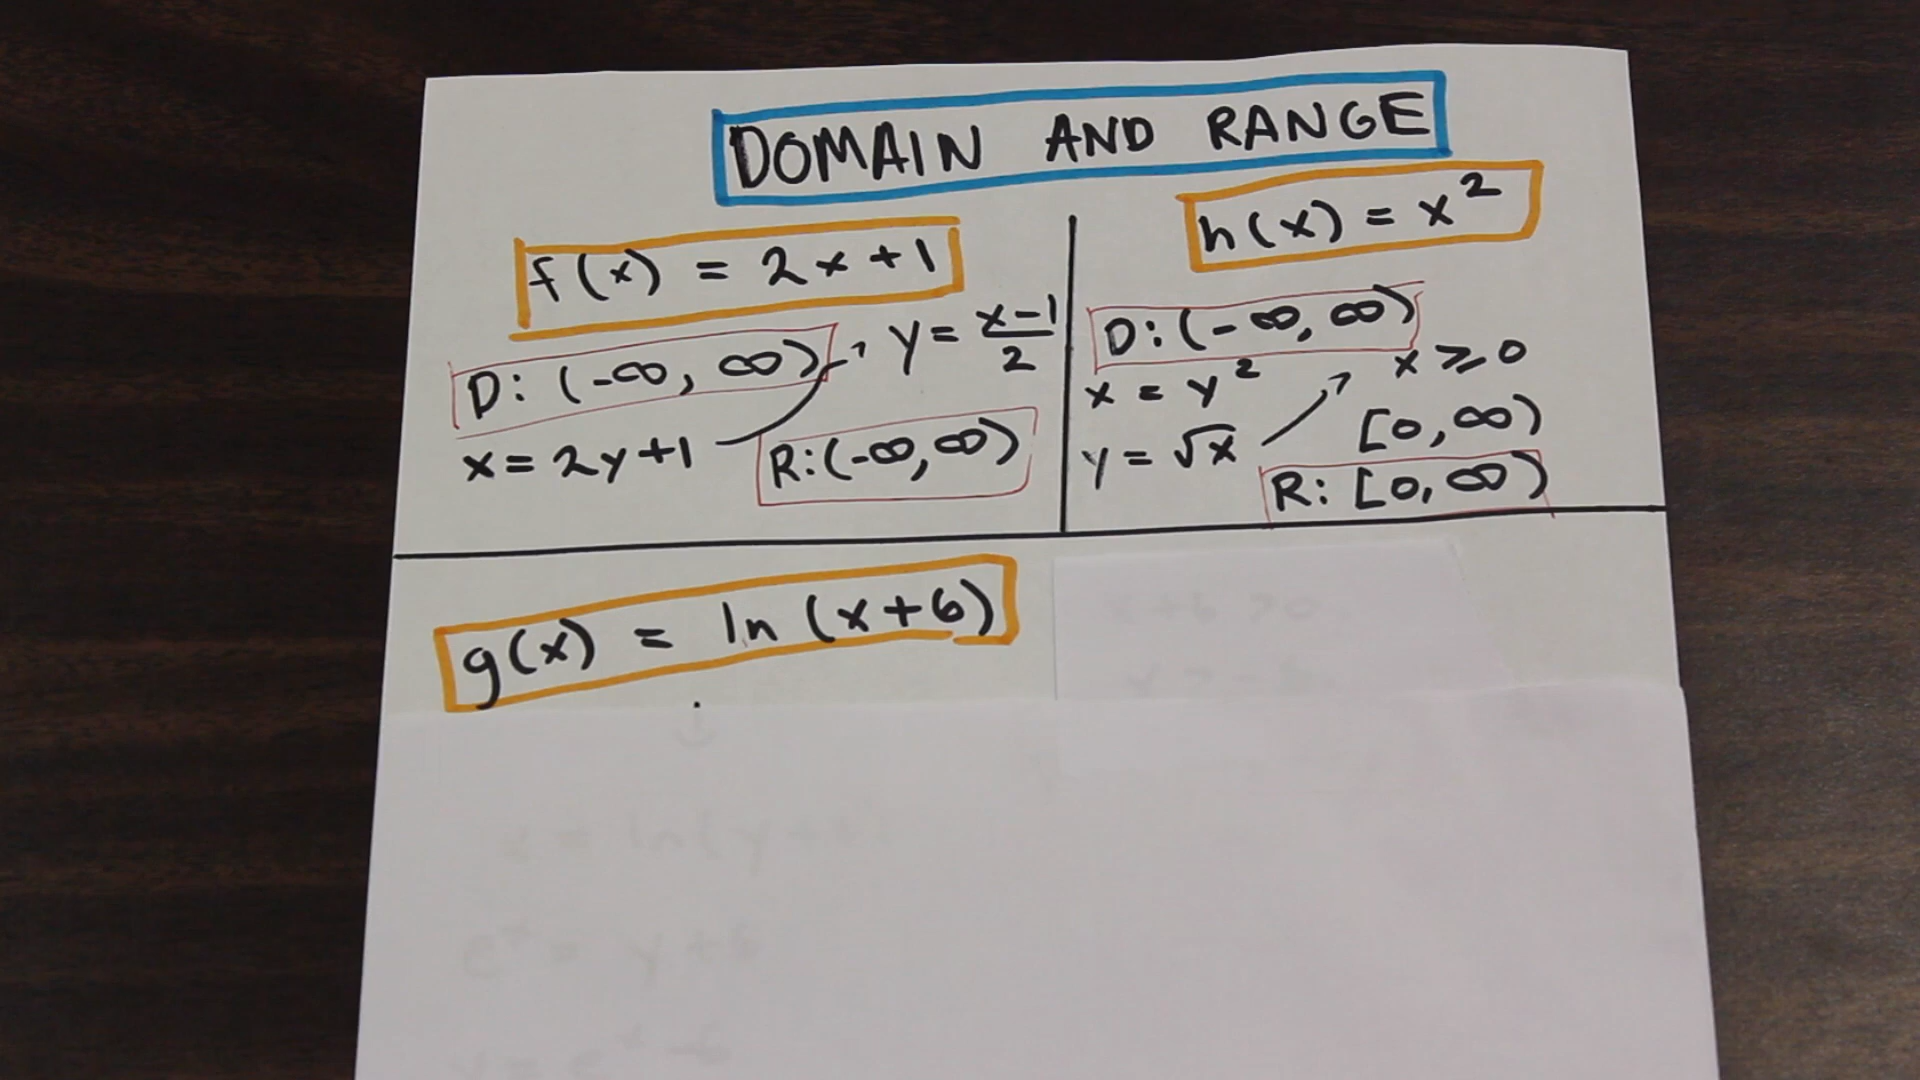 DOMAIN AND RANGE
f(x) = 2x+1
D: (-∞, ∞)
y = x-1/2
x = 2y+1
R: (-∞, ∞)
h(x) = x²
D: (-∞, ∞)
x = y²
x ⩾ 0
y = √x
[0, ∞)
R: [0, ∞)
g(x) = ln (x+6)